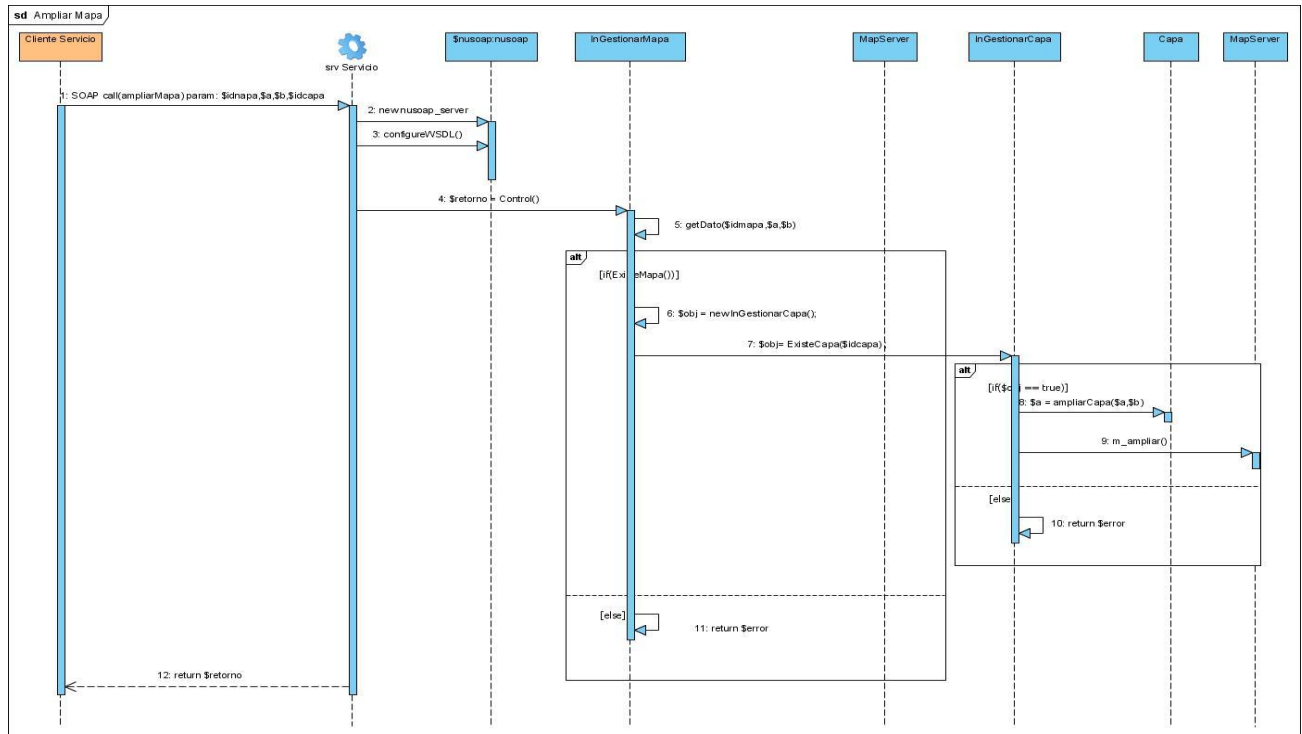 sd Ampliar Mapa
Cliente Servicio
srv Servicio
$nusoap:nusoap
InGestionarMapa
MapServer
InGestionarCapa
Capa
MapServer
1: SOAP call(ampliarMapa) param: $idnapa,$a,$b,$idcapa
2: new nusoap_server
3: configureWSDL()
4: $retorno = Control()
5: getDato($idmapa,$a,$b)
alt
[if(ExisteMapa())]
6: $obj = new InGestionarCapa();
7: $obj= ExisteCapa($idcapa)
alt
[if($obj == true)]
8: $a = ampliarCapa($a,$b)
9: m_ampliar()
[else]
10: return $error
[else]
11: return $error
12: return $retorno